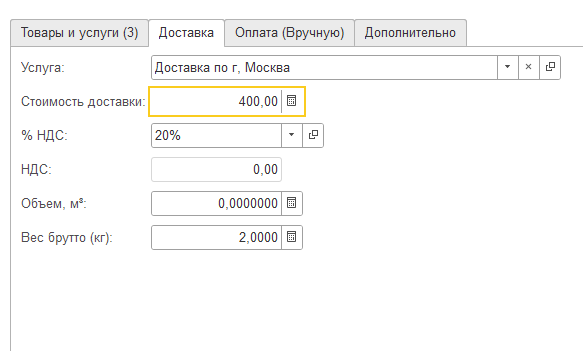 Товары и услуги (3) Доставка Оплата (Вручную) Дополнительно
Услуга: Доставка по г, Москва
Стоимость доставки: 400,00
% НДС: 20%
НДС: 0,00
Объем, м³: 0,0000000
Вес брутто (кг): 2,0000